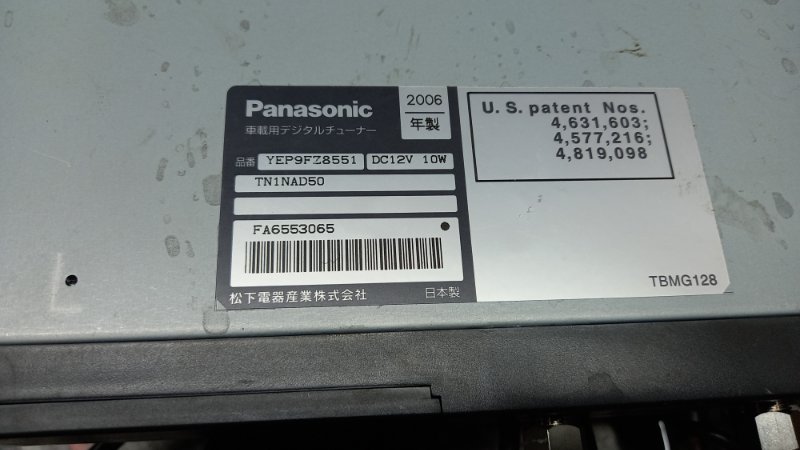 Panasonic
2006
年製
車載用デジタルチューナー
品番 YEP9FZ8551 DC12V 10W
TN1NAD50
FA6553065
松下電器産業株式会社 日本製
U.S. patent Nos.
4,631,603;
4,577,216;
4,819,098
TBMG128